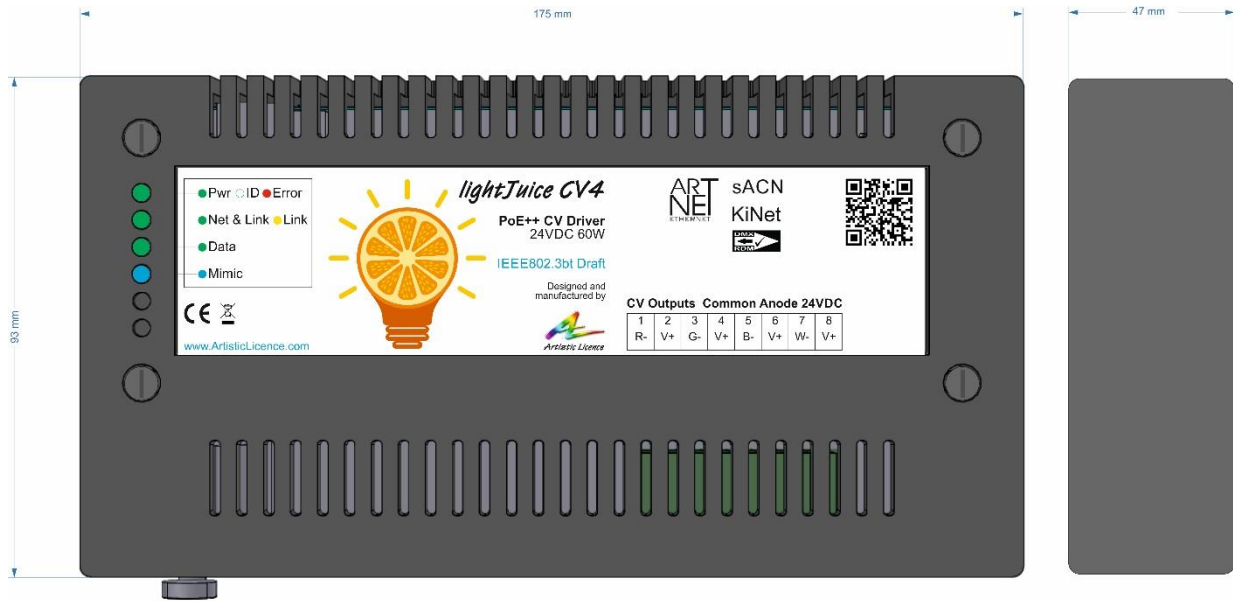 175 mm
47 mm
93 mm
Pwr ID Error
Net & Link Link
Data
Mimic
CE
www.ArtisticLicence.com
lightJuice CV4
PoE++ CV Driver
24VDC 60W
IEEE802.3bt Draft
Designed and
manufactured by
Artistic Licence
ART
NET
ETHERNET
sACN
KiNet
DMX
RDM
CV Outputs Common Anode 24VDC
1 2 3 4 5 6 7 8
R- V+ G- V+ B- V+ W- V+